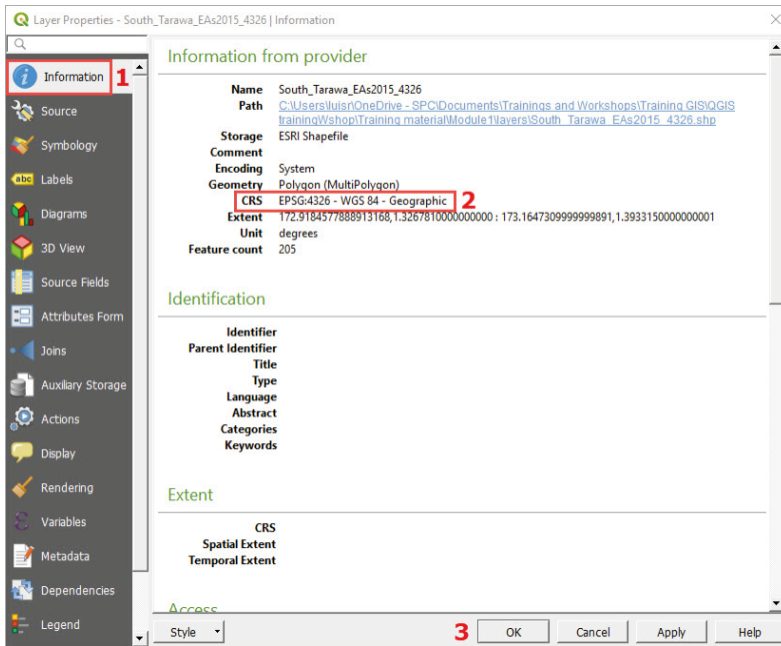 Layer Properties - South_Tarawa_EAs2015_4326 | Information
Information
1
Source
Symbology
abc
Labels
Diagrams
3D View
Source Fields
Attributes Form
Joins
Auxiliary Storage
Actions
Display
Rendering
Variables
Metadata
Dependencies
Legend
Information from provider
Name South_Tarawa_EAs2015_4326
Path C:\Users\luisr\OneDrive - SPC\Documents\Trainings and Workshops\Training GIS\QGIS
trainingWshop\Training material\Module1\layers\South_Tarawa_EAs2015_4326.shp
Storage ESRI Shapefile
Comment
Encoding System
Geometry Polygon (MultiPolygon)
CRS EPSG:4326 - WGS 84 - Geographic 2
Extent 172.9184577888913168,1.3267810000000000 : 173.1647309999999891,1.3933150000000001
Unit degrees
Feature count 205
Identification
Identifier
Parent Identifier
Title
Type
Language
Abstract
Categories
Keywords
Extent
CRS
Spatial Extent
Temporal Extent
Access
Style 3 OK Cancel Apply Help